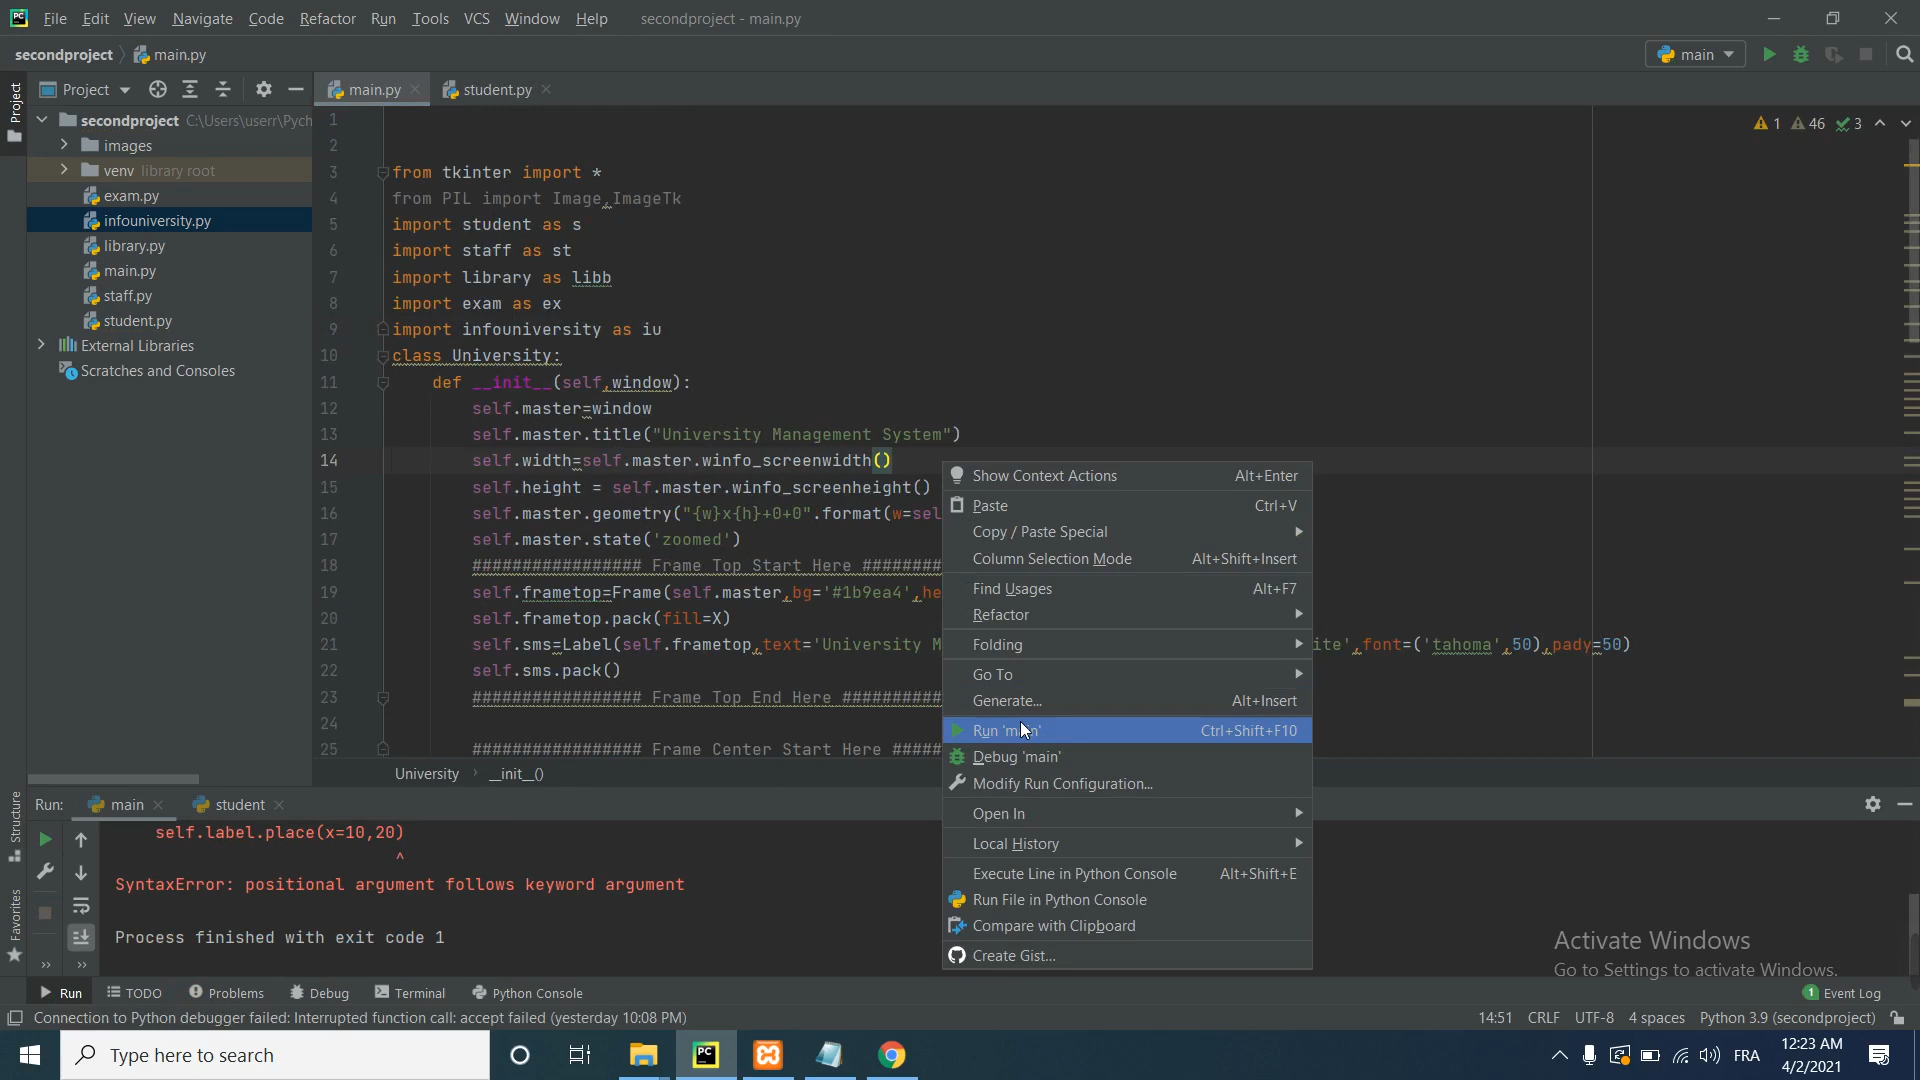 File Edit View Navigate Code Refactor Run Tools VCS Window Help secondproject - main.py
secondproject main.py main
Project Project main.py student.py
secondproject C:\Users\userr\Pych
images
venv library root
exam.py
infouniversity.py
library.py
main.py
staff.py
student.py
External Libraries
Scratches and Consoles
1 1 46 3
2
3 from tkinter import *
4 from PIL import Image,ImageTk
5 import student as s
6 import staff as st
7 import library as libb
8 import exam as ex
9 import infouniversity as iu
10 class University:
11 def __init__(self,window):
12 self.master=window
13 self.master.title("University Management System")
14 self.width=self.master.winfo_screenwidth()
15 self.height = self.master.winfo_screenheight()
16 self.master.geometry("{w}x{h}+0+0".format(w=sel
17 self.master.state('zoomed')
18 ################# Frame Top Start Here ########
19 self.frametop=Frame(self.master,bg='#1b9ea4',he
20 self.frametop.pack(fill=X)
21 self.sms=Label(self.frametop,text='University M ite',font=('tahoma',50),pady=50)
22 self.sms.pack()
23 ################# Frame Top End Here ##########
24
25 ################# Frame Center Start Here #####
University __init__()
Show Context Actions Alt+Enter
Paste Ctrl+V
Copy / Paste Special
Column Selection Mode Alt+Shift+Insert
Find Usages Alt+F7
Refactor
Folding
Go To
Generate... Alt+Insert
Run 'main' Ctrl+Shift+F10
Debug 'main'
Modify Run Configuration...
Open In
Local History
Execute Line in Python Console Alt+Shift+E
Run File in Python Console
Compare with Clipboard
Create Gist...
Structure
Favorites
Run: main student
self.label.place(x=10,20)
^
SyntaxError: positional argument follows keyword argument
Process finished with exit code 1
Activate Windows
Go to Settings to activate Windows.
Run TODO Problems Debug Terminal Python Console 1 Event Log
Connection to Python debugger failed: Interrupted function call: accept failed (yesterday 10:08 PM) 14:51 CRLF UTF-8 4 spaces Python 3.9 (secondproject)
Type here to search FRA 12:23 AM
4/2/2021